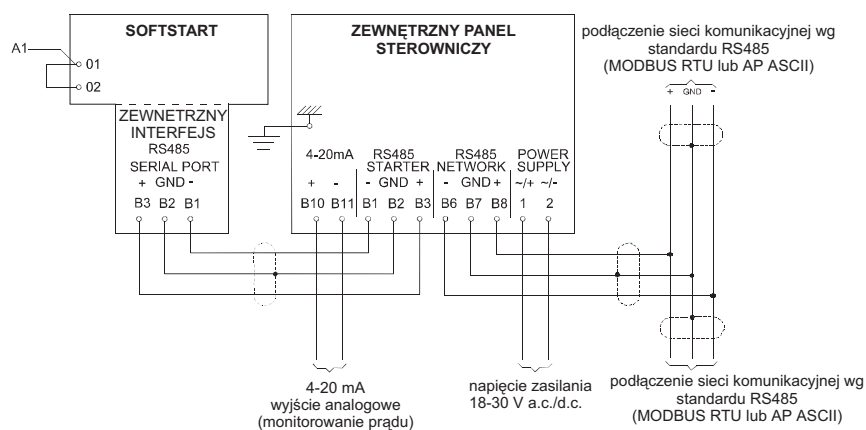 SOFTSTART
A1
01
02
ZEWNETRZNY
INTERFEJS
RS485
SERIAL PORT
+ GND -
B3 B2 B1
ZEWNĘTRZNY PANEL
STEROWNICZY
4-20mA
+ -
B10 B11
RS485
STARTER
- GND +
B1 B2 B3
RS485
NETWORK
- GND +
B6 B7 B8
POWER
SUPPLY
~/+ ~/-
1 2
podłączenie sieci komunikacyjnej wg
standardu RS485
(MODBUS RTU lub AP ASCII)
+ GND -
4-20 mA
wyjście analogowe
(monitorowanie prądu)
napięcie zasilania
18-30 V a.c./d.c.
podłączenie sieci komunikacyjnej wg
standardu RS485
(MODBUS RTU lub AP ASCII)